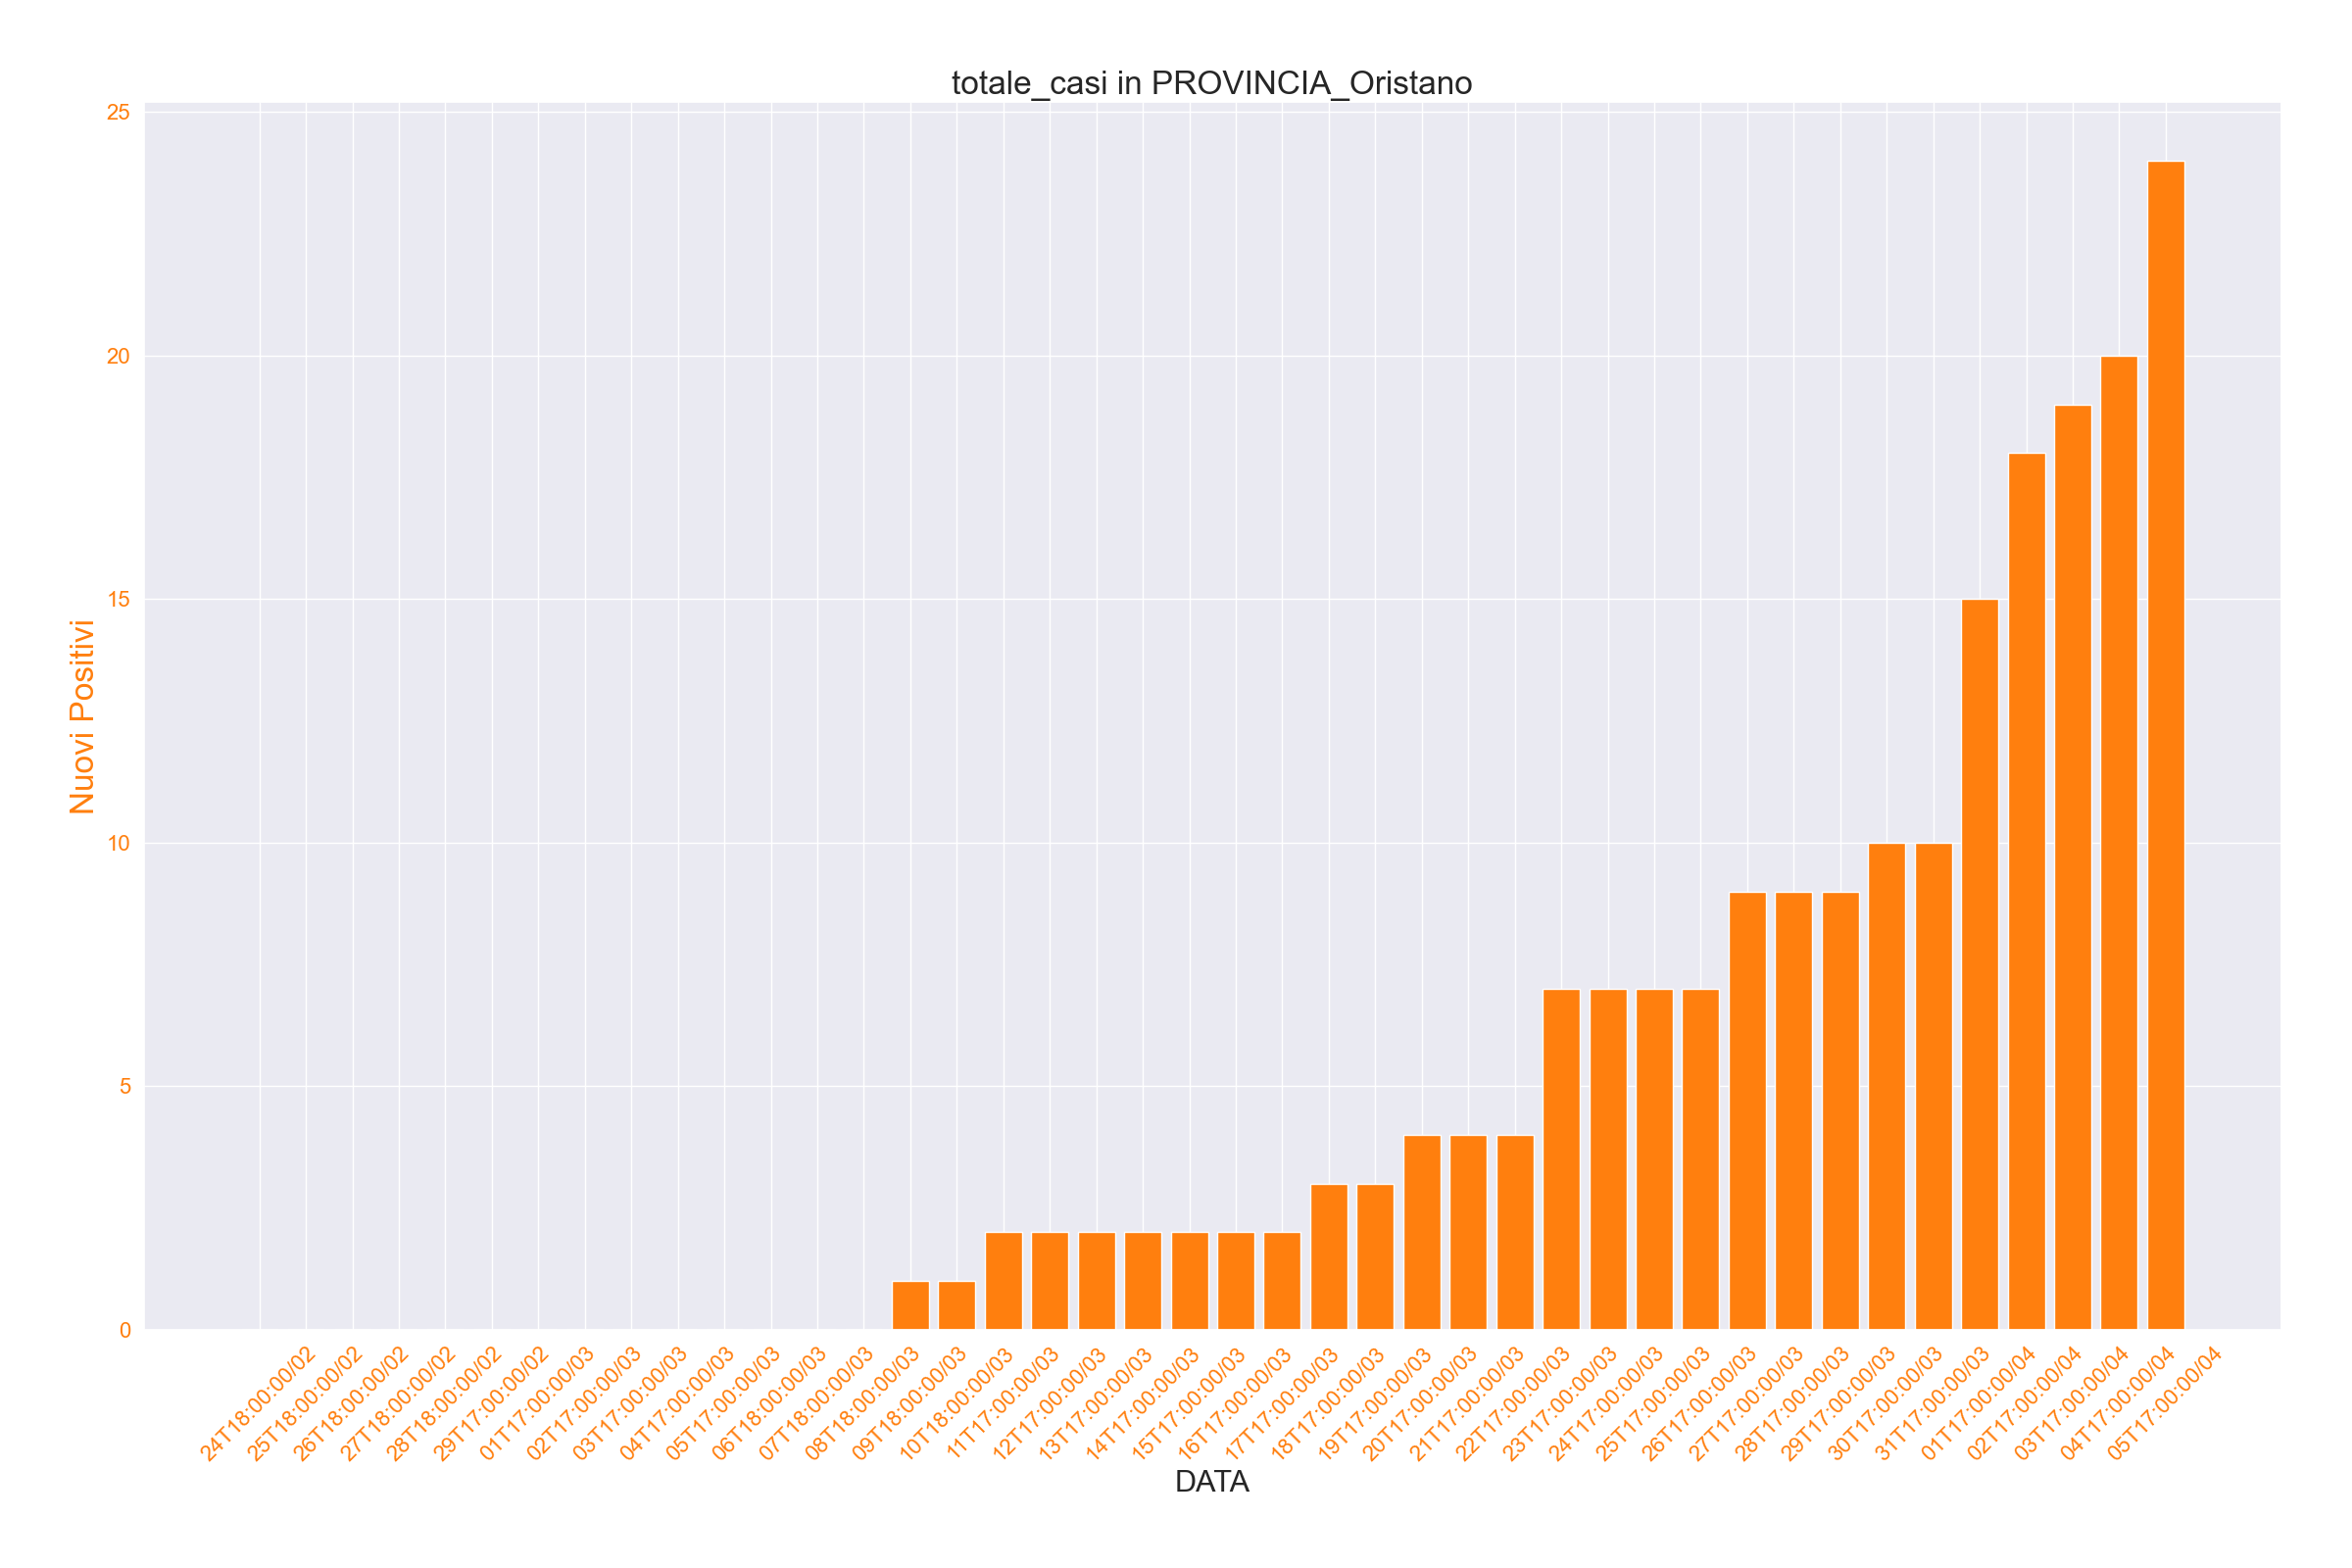 totale_casi in PROVINCIA_Oristano
25
20
15
10
5
0
Nuovi Positivi
24T18:00:00/02
25T18:00:00/02
26T18:00:00/02
27T18:00:00/02
28T18:00:00/02
29T17:00:00/02
01T17:00:00/03
02T17:00:00/03
03T17:00:00/03
04T17:00:00/03
05T17:00:00/03
06T18:00:00/03
07T18:00:00/03
08T18:00:00/03
09T18:00:00/03
10T18:00:00/03
11T17:00:00/03
12T17:00:00/03
13T17:00:00/03
14T17:00:00/03
15T17:00:00/03
16T17:00:00/03
17T17:00:00/03
18T17:00:00/03
19T17:00:00/03
20T17:00:00/03
21T17:00:00/03
22T17:00:00/03
23T17:00:00/03
24T17:00:00/03
25T17:00:00/03
26T17:00:00/03
27T17:00:00/03
28T17:00:00/03
29T17:00:00/03
30T17:00:00/03
31T17:00:00/03
01T17:00:00/04
02T17:00:00/04
03T17:00:00/04
04T17:00:00/04
05T17:00:00/04
DATA